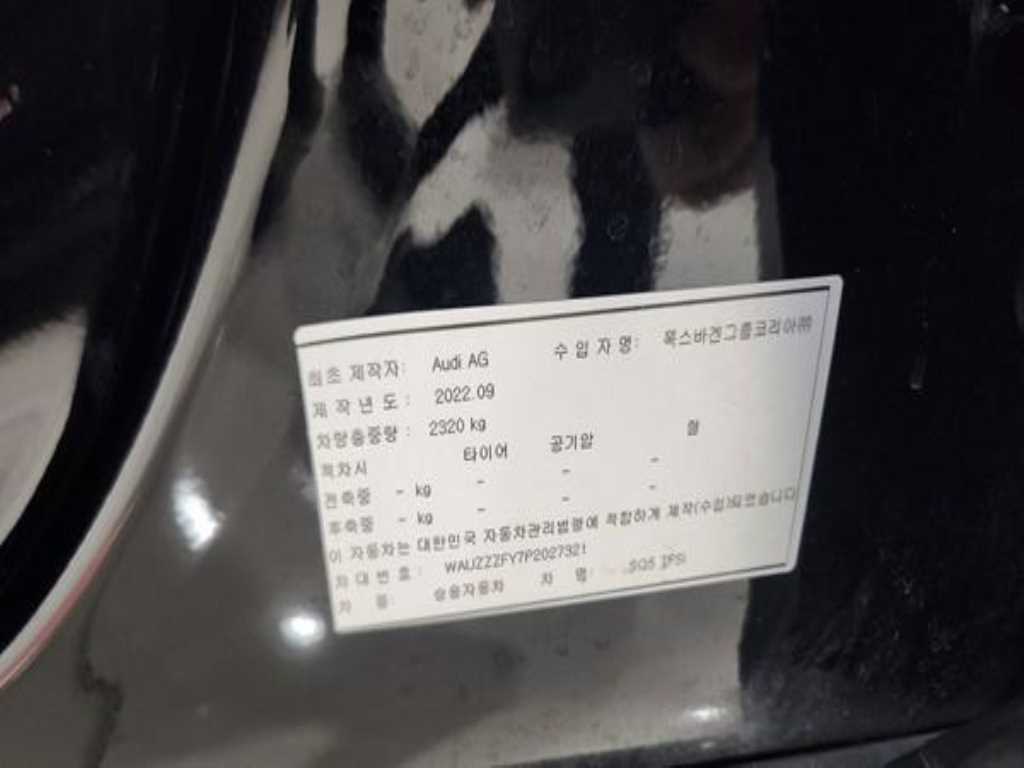 최초 제작자: Audi AG 수 입 자 명: 폭스바겐그룹코리아㈜
제 작 년 도 : 2022.09
차량총중량 : 2320 kg
적차시 타이어 공기압 림
전축중 - kg - - -
후축중 - kg - - -
이 자동차는 대한민국 자동차관리법령에 적합하게 제작(수입)되었습니다
차 대 번 호 : WAUZZZFY7P2027321
차 종: 승용자동차 차 명: SQ5 TFSI